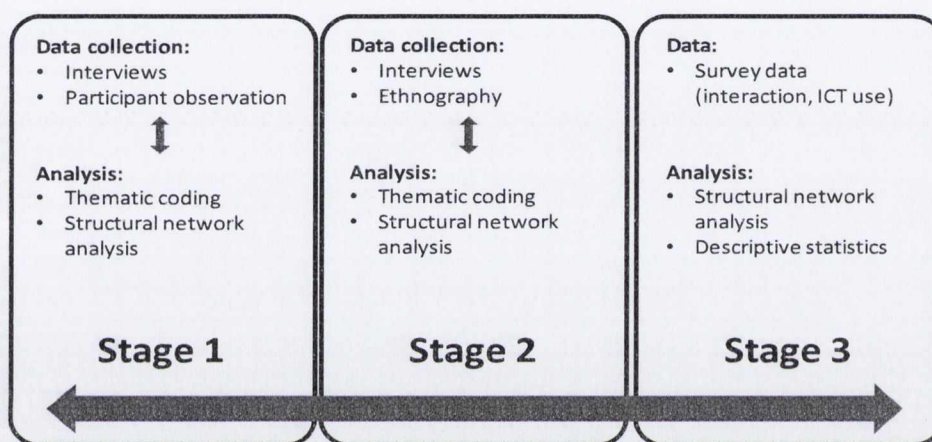 Data collection:
• Interviews
• Participant observation
Analysis:
• Thematic coding
• Structural network
analysis
Stage 1
Data collection:
• Interviews
• Ethnography
Analysis:
• Thematic coding
• Structural network
analysis
Stage 2
Data:
• Survey data
(interaction, ICT use)
Analysis:
• Structural network
analysis
• Descriptive statistics
Stage 3